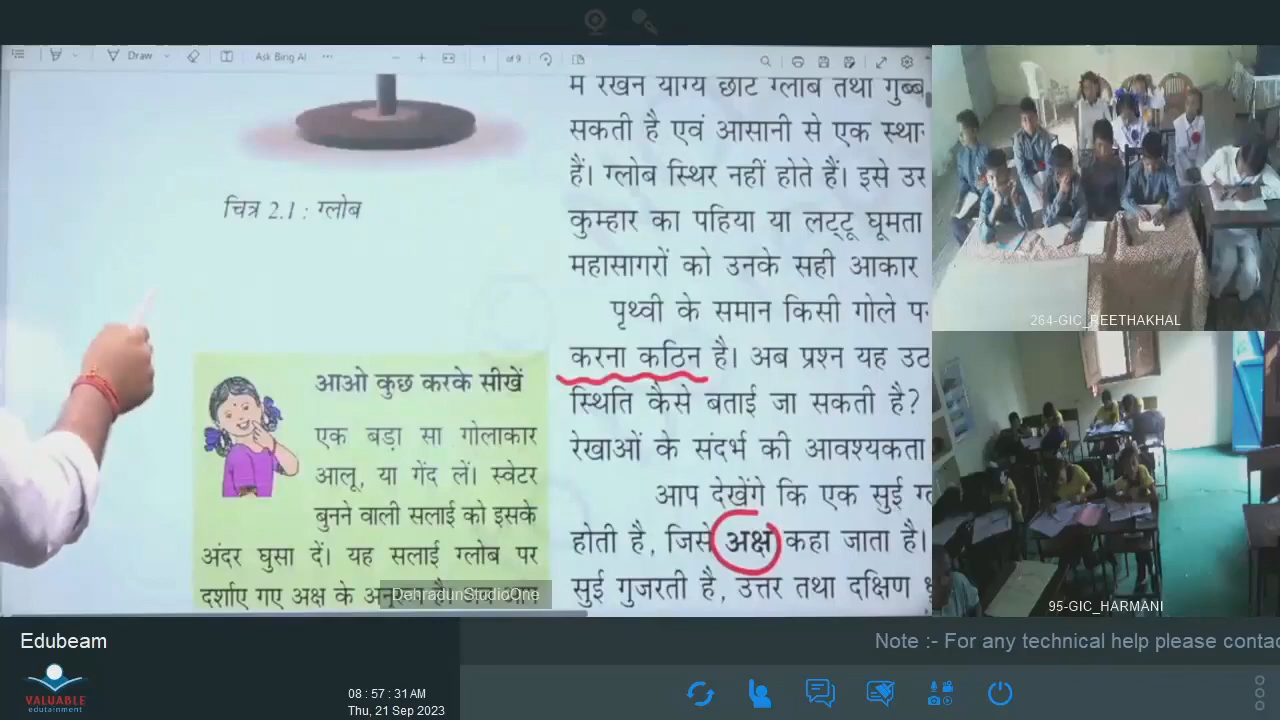 Draw
Ask Bing AI
1
of 9
चित्र 2.1 : ग्लोब
आओ कुछ करके सीखें
एक बड़ा सा गोलाकार
आलू, या गेंद लें। स्वेटर
बुनने वाली सलाई को इसके
अंदर घुसा दें। यह सलाई ग्लोब पर
दर्शाए गए अक्ष के
DehradunStudioOne
में रखने योग्य छोटे ग्लोब तथा
सकती है एवं आसानी से एक
हैं। ग्लोब स्थिर नहीं होते हैं। इसे
कुम्हार का पहिया या लट्टू घूमता
महासागरों को उनके सही आकार
पृथ्वी के समान किसी गोले
करना कठिन है। अब प्रश्न यह
स्थिति कैसे बताई जा सकती है?
रेखाओं के संदर्भ की आवश्यकता
आप देखेंगे कि एक सुई
होती है, जिसे अक्ष कहा जाता है।
सुई गुजरती है, उत्तर तथा दक्षिण
264-GIC_REETHAKHAL
95-GIC_HARMANI
Edubeam
VALUABLE
edutainment
08 : 57 : 31 AM
Thu, 21 Sep 2023
Note :- For any technical help please contac